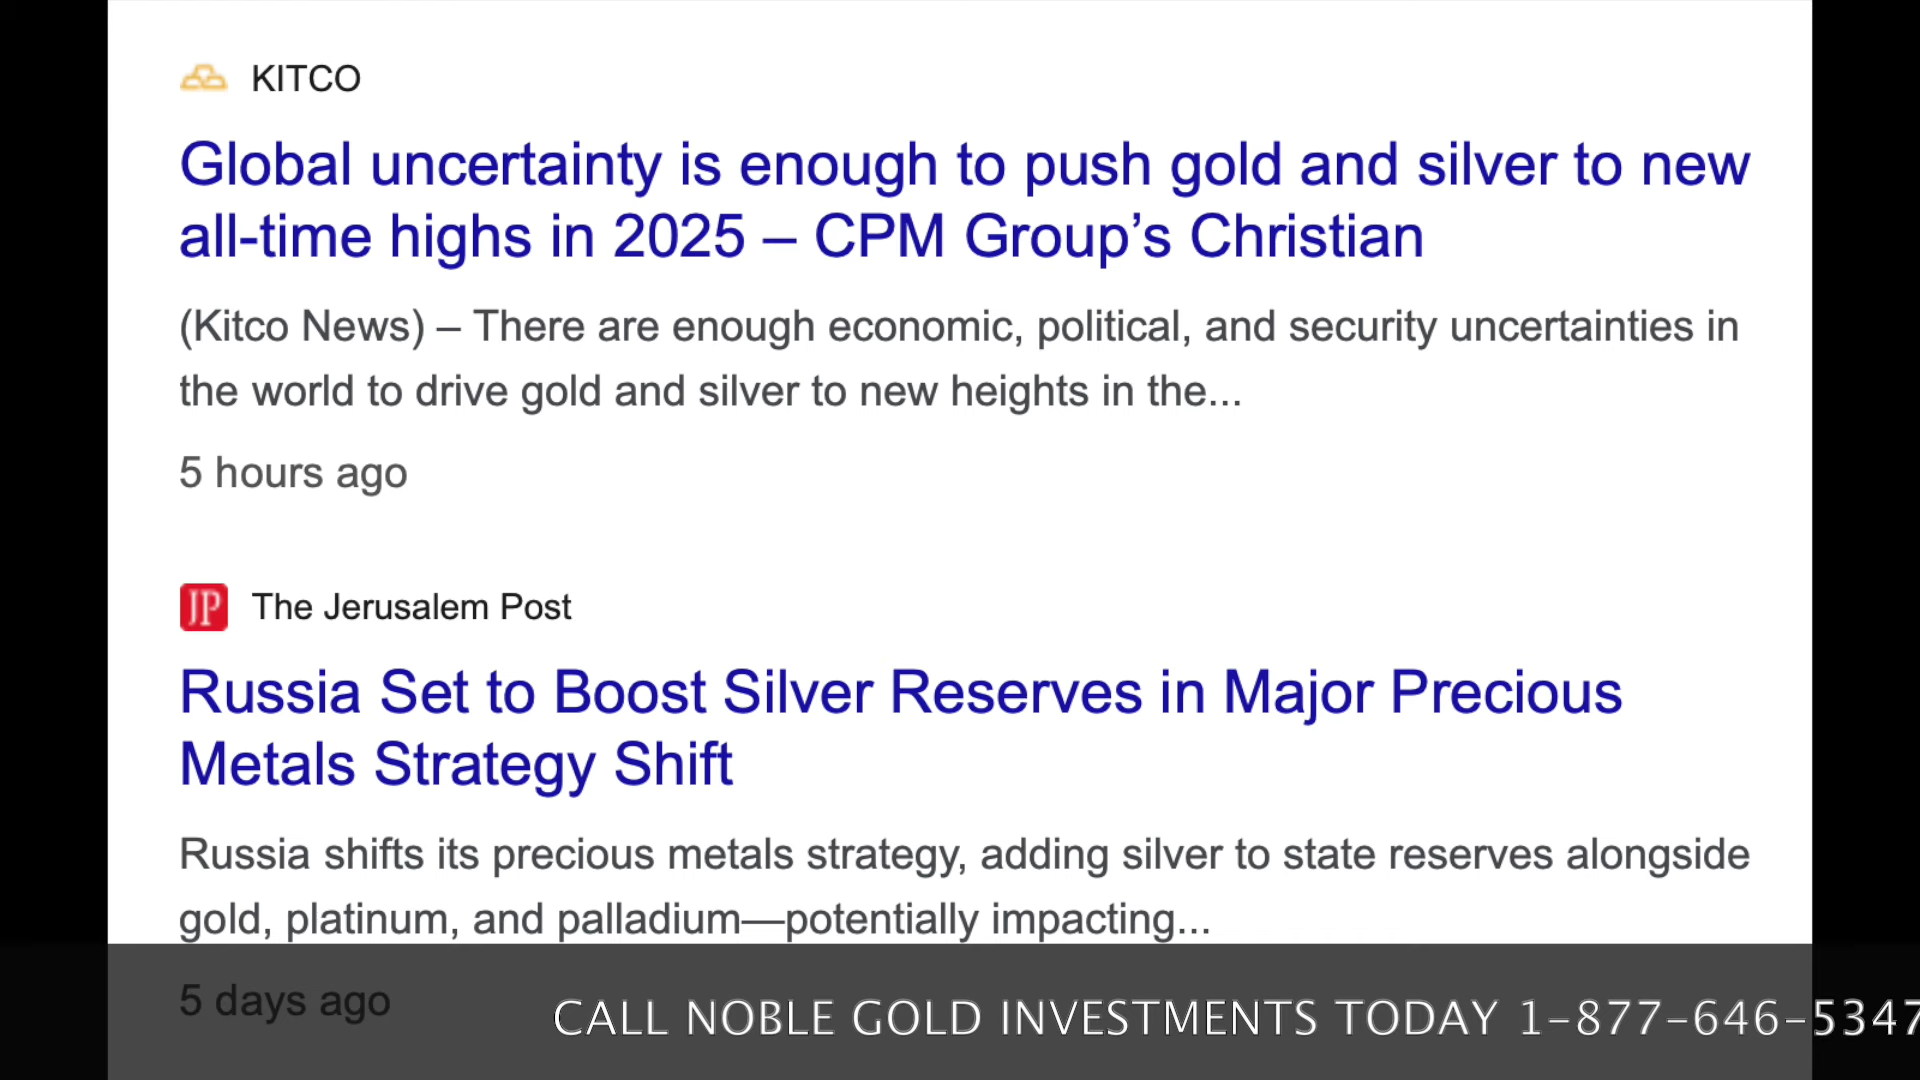 KITCO
Global uncertainty is enough to push gold and silver to new
all-time highs in 2025 – CPM Group’s Christian
(Kitco News) – There are enough economic, political, and security uncertainties in
the world to drive gold and silver to new heights in the...
5 hours ago
JP The Jerusalem Post
Russia Set to Boost Silver Reserves in Major Precious
Metals Strategy Shift
Russia shifts its precious metals strategy, adding silver to state reserves alongside
gold, platinum, and palladium—potentially impacting...
5 days ago
CALL NOBLE GOLD INVESTMENTS TODAY 1-877-646-5347